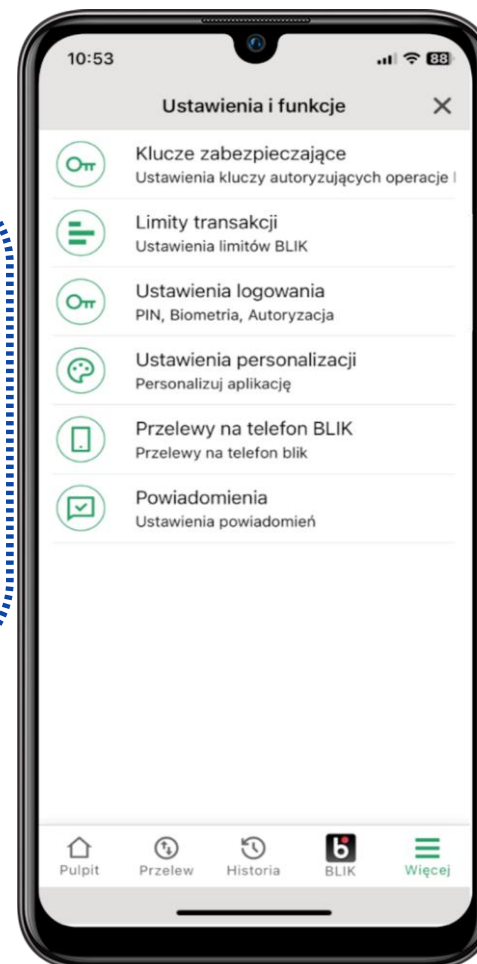 10:53
88
Ustawienia i funkcje
Klucze zabezpieczające
Ustawienia kluczy autoryzujących operacje
Limity transakcji
Ustawienia limitów BLIK
Ustawienia logowania
PIN, Biometria, Autoryzacja
Ustawienia personalizacji
Personalizuj aplikację
Przelewy na telefon BLIK
Przelewy na telefon blik
Powiadomienia
Ustawienia powiadomień
Pulpit Przelew Historia BLIK Więcej